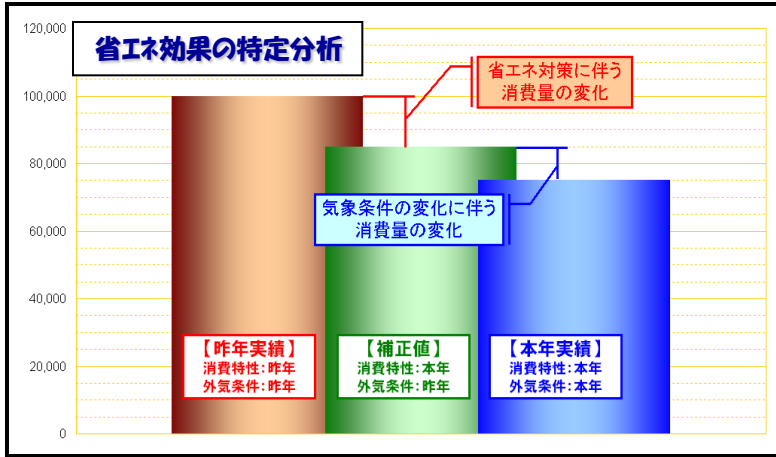 省エネ効果の特定分析
120,000
100,000
80,000
60,000
40,000
20,000
0
省エネ対策に伴う
消費量の変化
気象条件の変化に伴う
消費量の変化
【昨年実績】
消費特性:昨年
外気条件:昨年
【補正値】
消費特性:本年
外気条件:昨年
【本年実績】
消費特性:本年
外気条件:本年